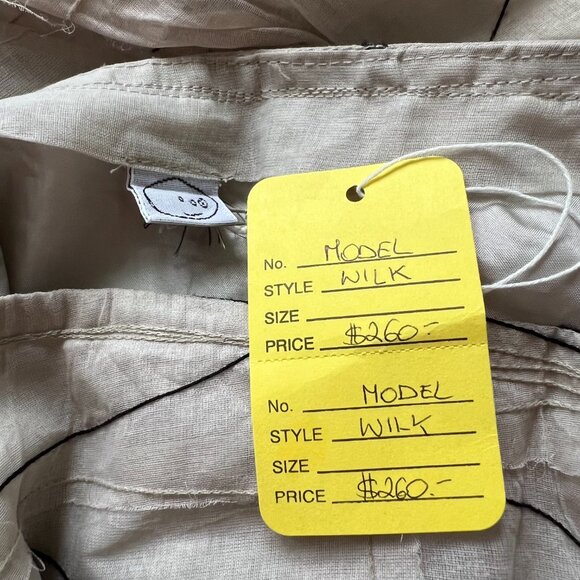 No. MODEL
STYLE WILK
SIZE
PRICE $260.-
No. MODEL
STYLE WILK
SIZE
PRICE $260.-